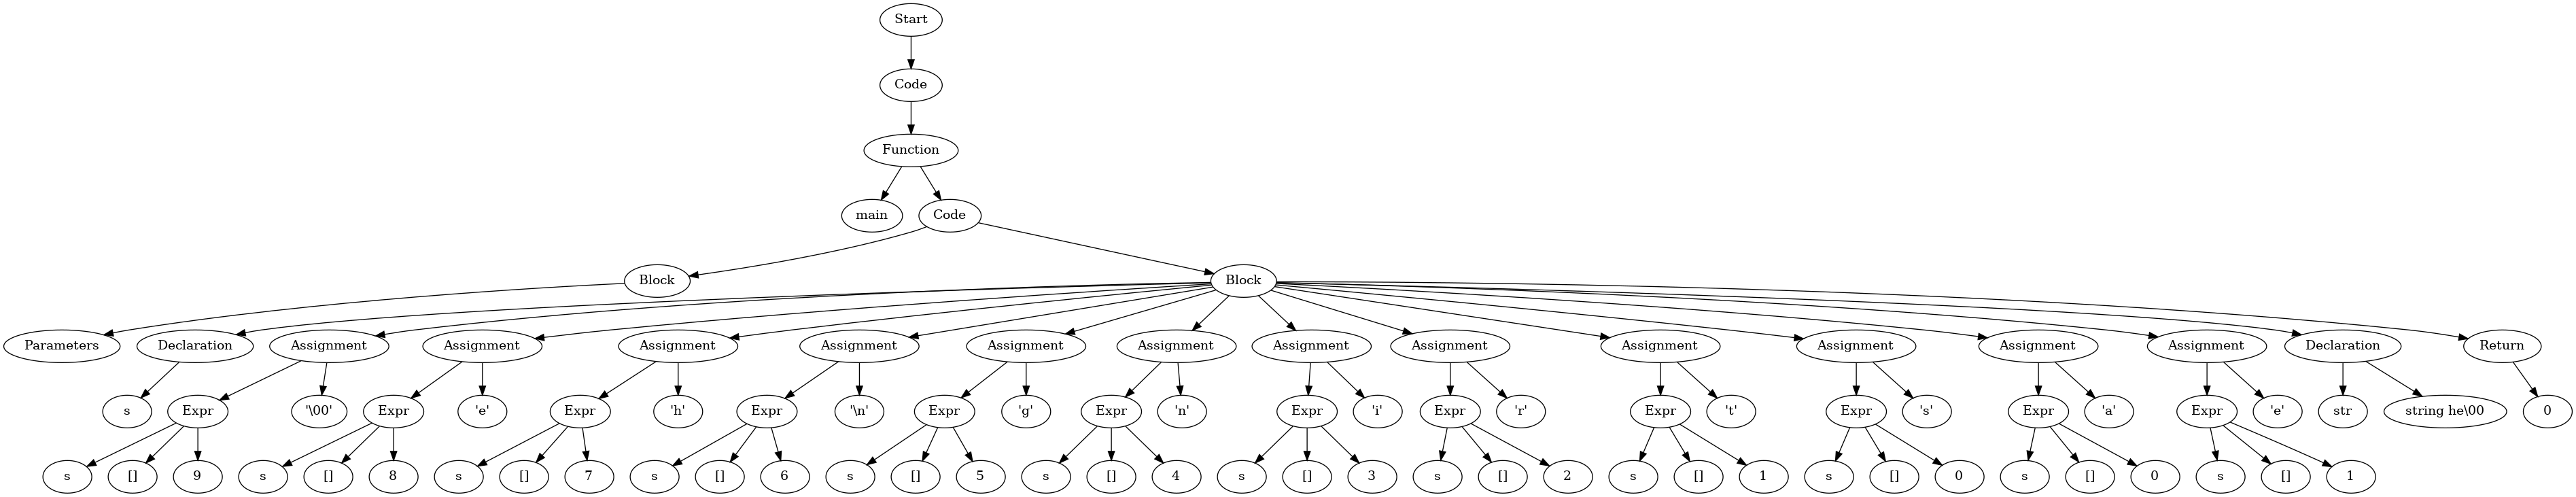 Start
Code
Function
main Code
Block Block
Parameters Declaration Assignment Assignment Assignment Assignment Assignment Assignment Assignment Assignment Assignment Assignment Assignment Assignment Declaration Return
s Expr '\00' Expr 'e' Expr 'h' Expr '\n' Expr 'g' Expr 'n' Expr 'i' Expr 'r' Expr 't' Expr 's' Expr 'a' Expr 'e' str string he\00 0
s [] 9 s [] 8 s [] 7 s [] 6 s [] 5 s [] 4 s [] 3 s [] 2 s [] 1 s [] 0 s [] 0 s [] 1